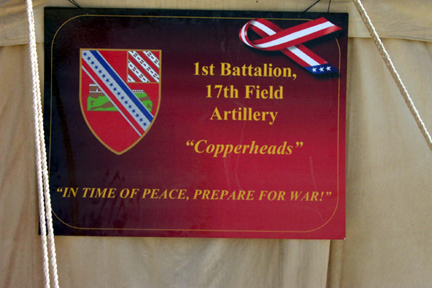 1st Battalion,
17th Field
Artillery
“Copperheads”
“IN TIME OF PEACE, PREPARE FOR WAR!”